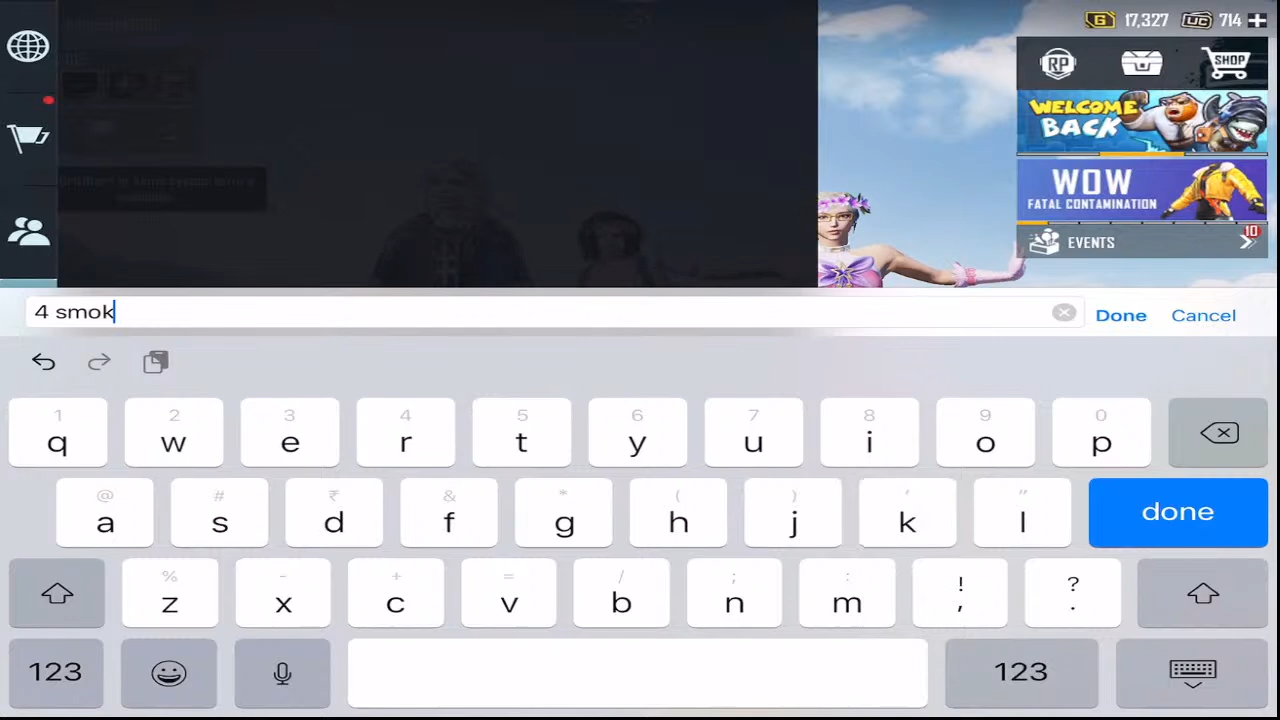 G 17,327 UC 714
RP SHOP
WELCOME
BACK
WOW
FATAL CONTAMINATION
EVENTS 10
4 smok
Done Cancel
1 2 3 4 5 6 7 8 9 0
q w e r t y u i o p
@ # ₹ & * ( ) ‘ ”
a s d f g h j k l done
% - + = / ; : ! ?
z x c v b n m , .
123 123